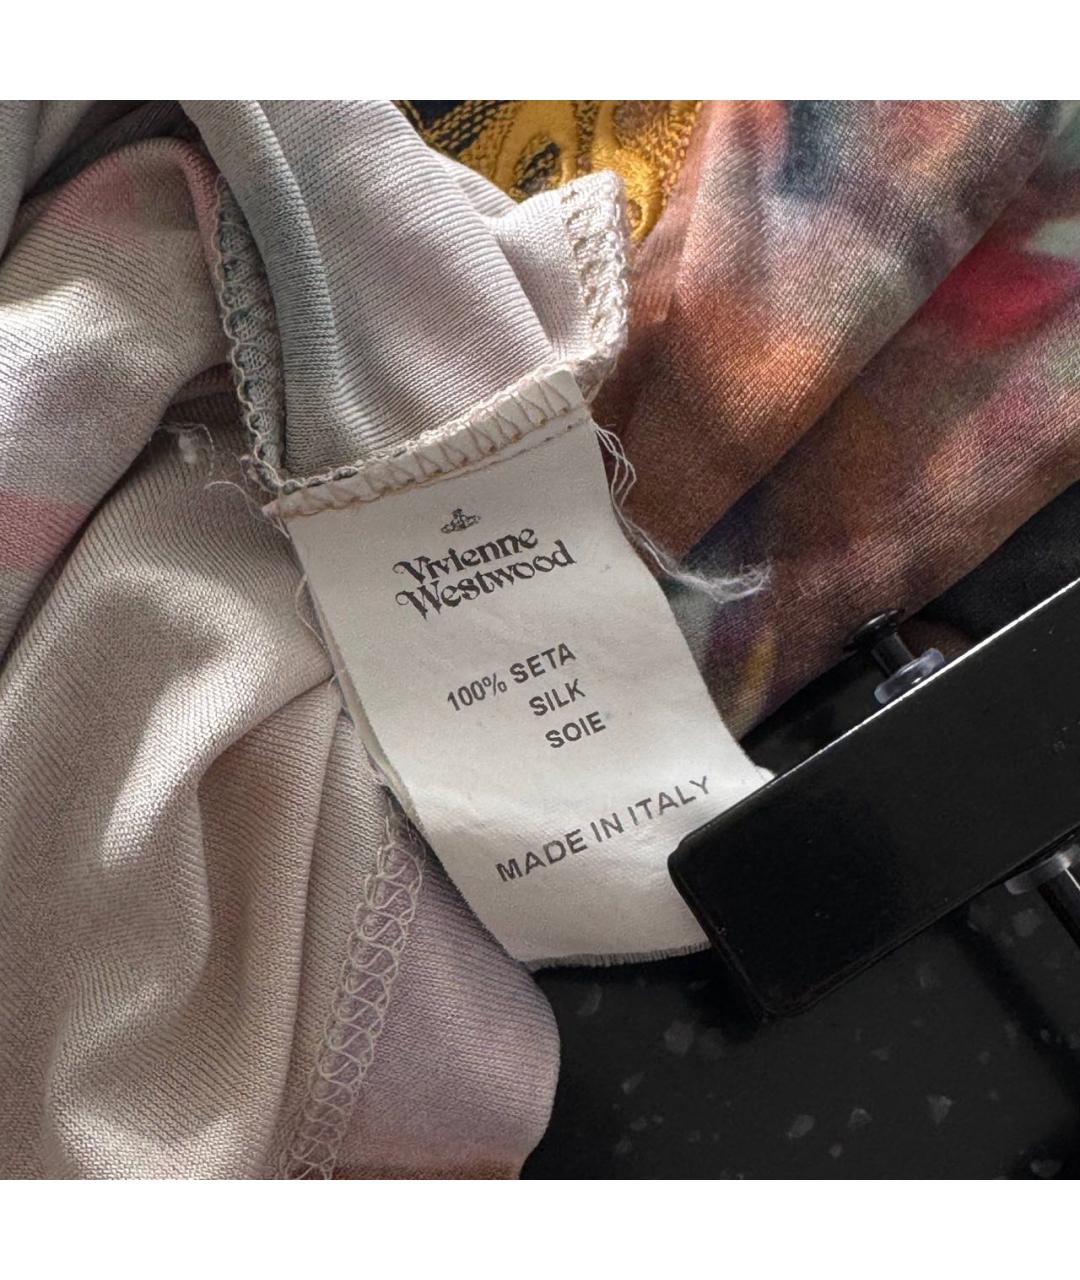 Vivienne
Westwood
100% SETA
SILK
SOIE
MADE IN ITALY